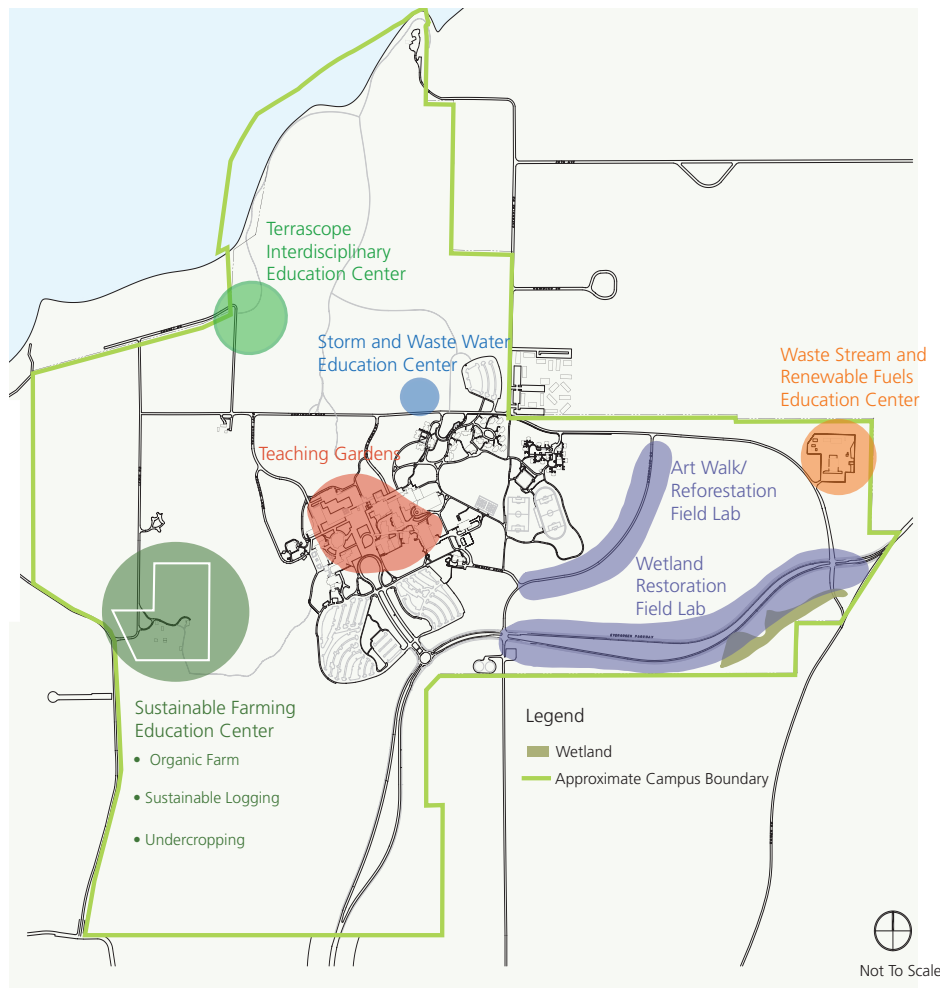 Terrascope
Interdisciplinary
Education Center
Storm and Waste Water
Education Center
Waste Stream and
Renewable Fuels
Education Center
Teaching Gardens
Art Walk/
Reforestation
Field Lab
Wetland
Restoration
Field Lab
EVERGREEN PARKWAY
Sustainable Farming
Education Center
• Organic Farm
• Sustainable Logging
• Undercropping
Legend
Wetland
Approximate Campus Boundary
Not To Scale